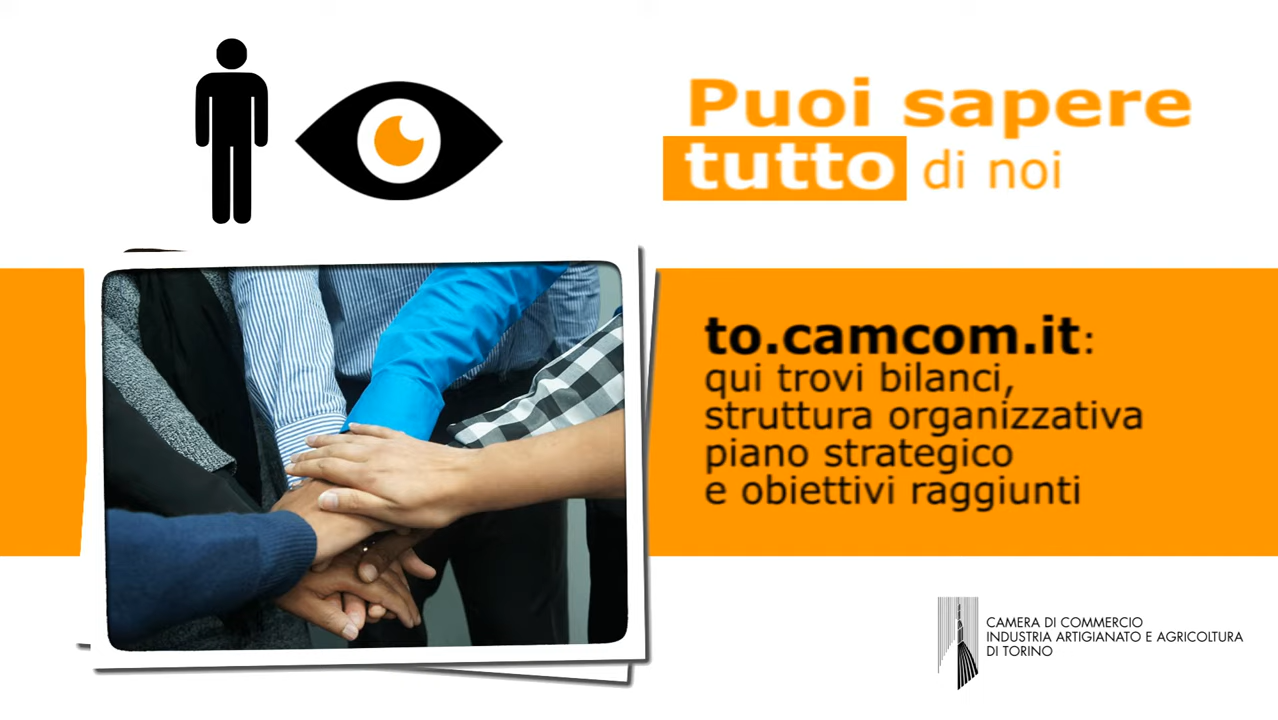 Puoi sapere
tutto di noi
to.camcom.it:
qui trovi bilanci,
struttura organizzativa
piano strategico
e obiettivi raggiunti
CAMERA DI COMMERCIO
INDUSTRIA ARTIGIANATO E AGRICOLTURA
DI TORINO